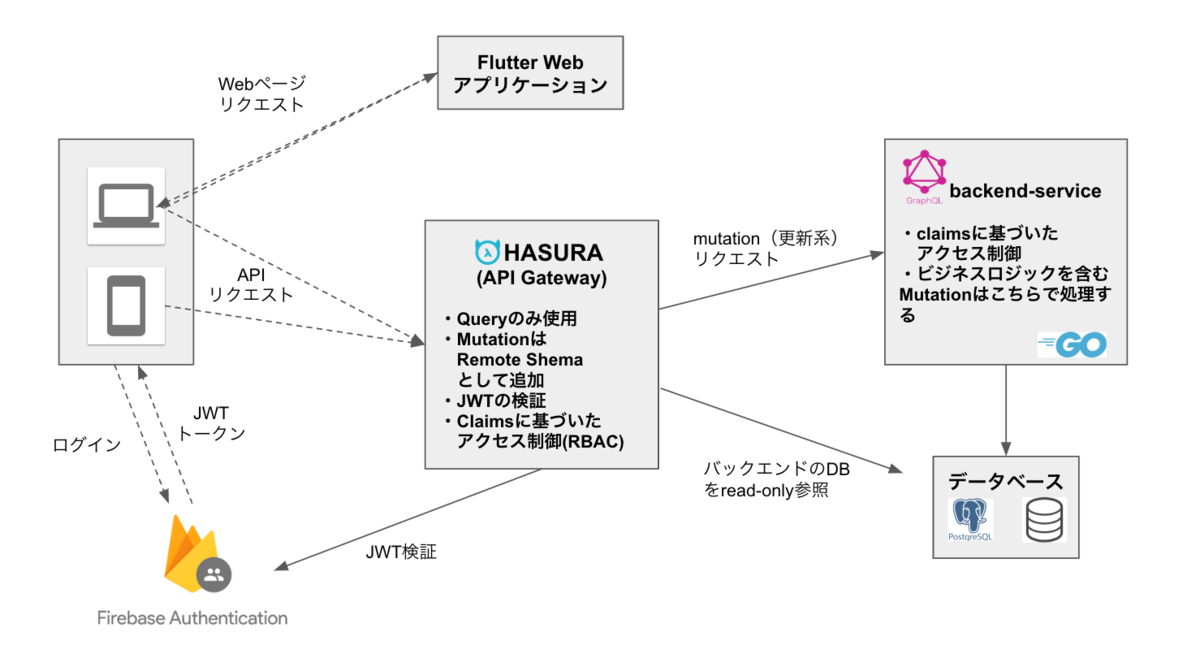 Flutter Web
アプリケーション
Webページ
リクエスト
API
リクエスト
HASURA
(API Gateway)
・Queryのみ使用
・Mutationは
Remote Shema
として追加
・JWTの検証
・Claimsに基づいた
アクセス制御(RBAC)
mutation（更新系）
リクエスト
GraphQL
backend-service
・claimsに基づいた
アクセス制御
・ビジネスロジックを含む
Mutationはこちらで処理す
る
GO
ログイン
JWT
トークン
バックエンドのDB
をread-only参照
データベース
PostgreSQL
JWT検証
Firebase Authentication